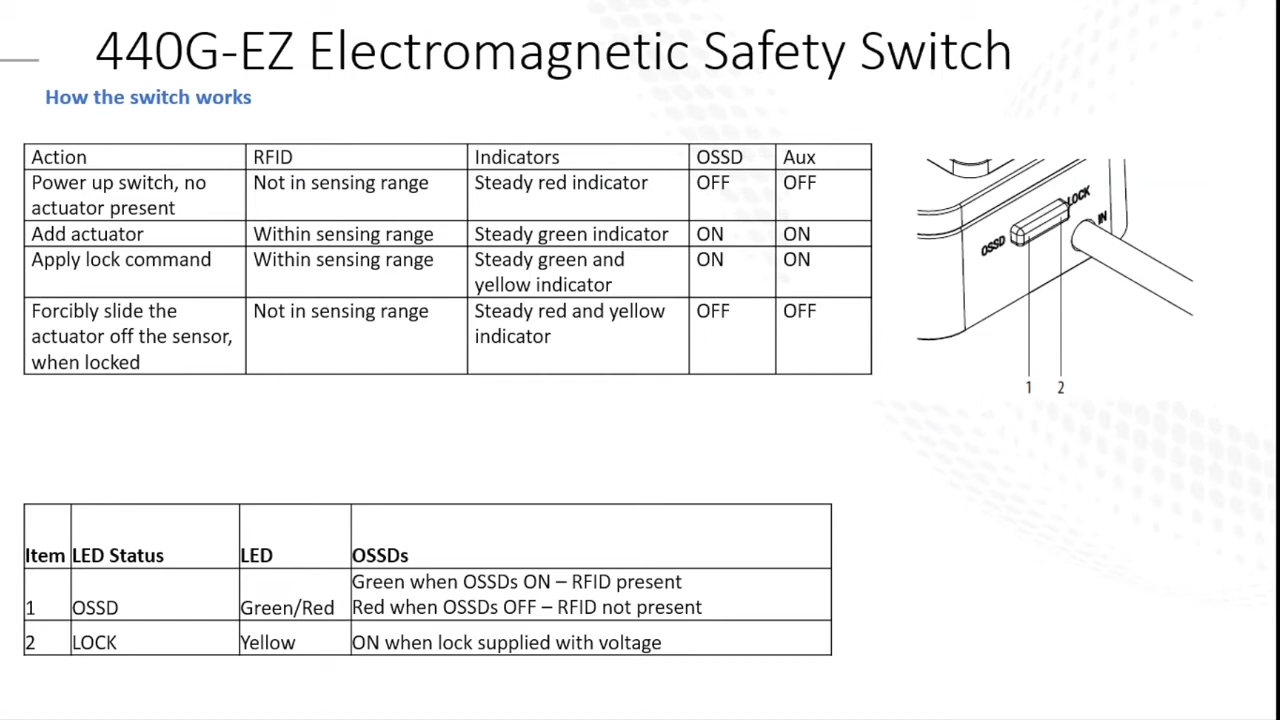 440G-EZ Electromagnetic Safety Switch
How the switch works
Action RFID Indicators OSSD Aux
Power up switch, no actuator present Not in sensing range Steady red indicator OFF OFF
Add actuator Within sensing range Steady green indicator ON ON
Apply lock command Within sensing range Steady green and yellow indicator ON ON
Forcibly slide the actuator off the sensor, when locked Not in sensing range Steady red and yellow indicator OFF OFF
OSSD
LOCK
IN
1 2
Item LED Status LED OSSDs
1 OSSD Green/Red Green when OSSDs ON – RFID present
Red when OSSDs OFF – RFID not present
2 LOCK Yellow ON when lock supplied with voltage